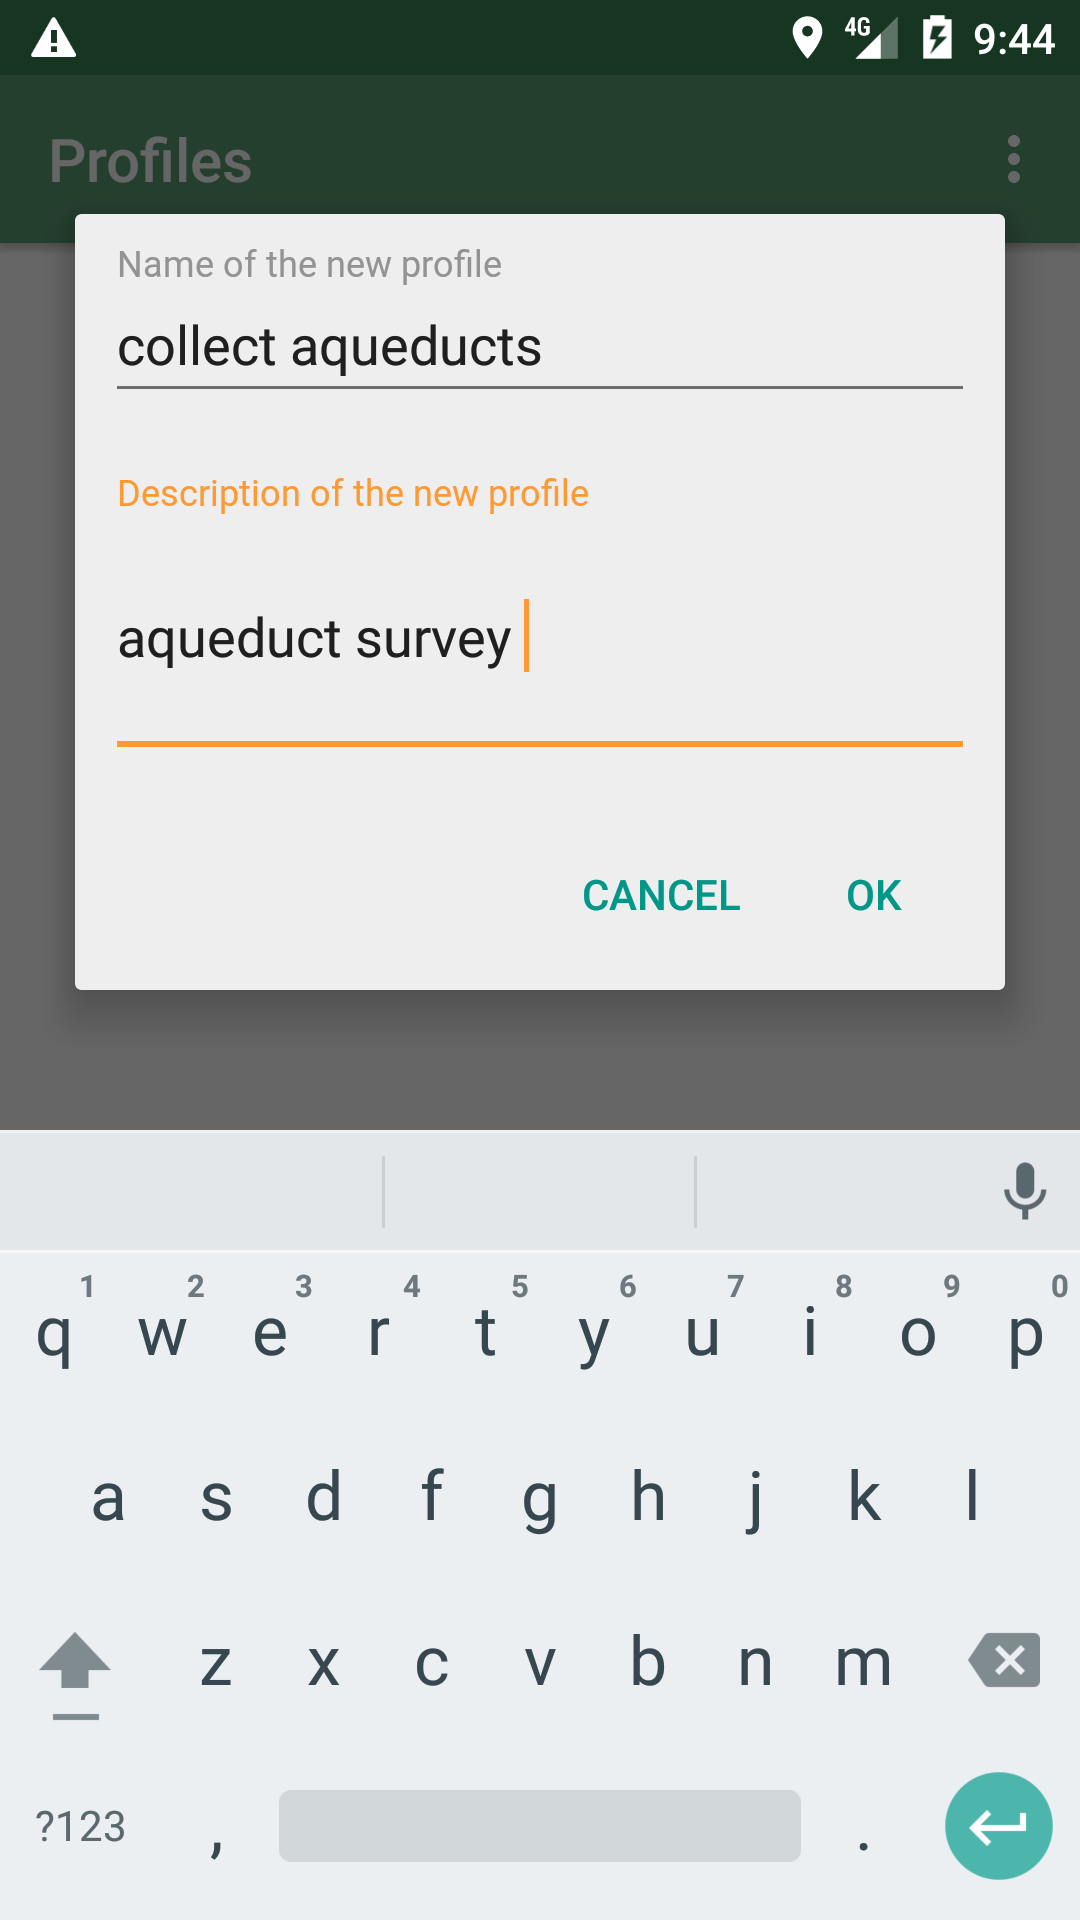 4G 9:44
Profiles
Name of the new profile
collect aqueducts
Description of the new profile
aqueduct survey
CANCEL OK
1 2 3 4 5 6 7 8 9 0
q w e r t y u i o p
a s d f g h j k l
z x c v b n m
?123 , .